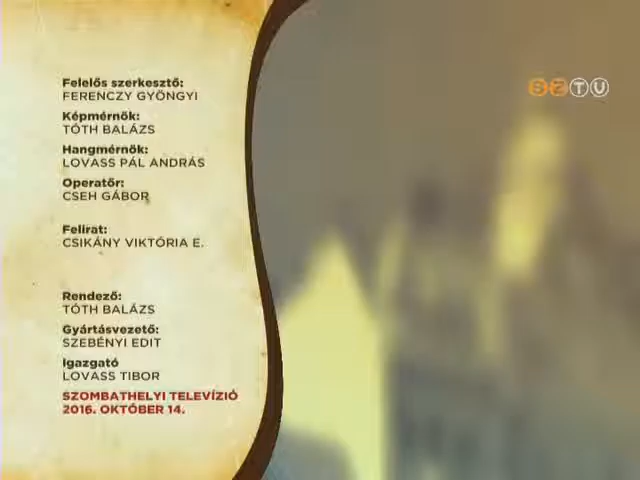 SZTV
Felelős szerkesztő:
FERENCZY GYÖNGYI
Képmérnök:
TÓTH BALÁZS
Hangmérnök:
LOVASS PÁL ANDRÁS
Operatőr:
CSEH GÁBOR
Felirat:
CSIKÁNY VIKTÓRIA E.
Rendező:
TÓTH BALÁZS
Gyártásvezető:
SZEBÉNYI EDIT
Igazgató
LOVASS TIBOR
SZOMBATHELYI TELEVÍZIÓ
2016. OKTÓBER 14.